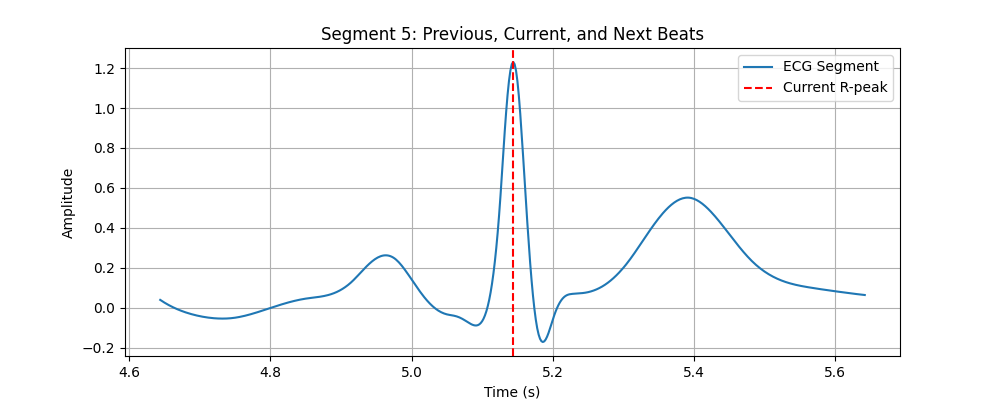 Segment 5: Previous, Current, and Next Beats
ECG Segment
Current R-peak
Amplitude
1.2
1.0
0.8
0.6
0.4
0.2
0.0
−0.2
4.6 4.8 5.0 5.2 5.4 5.6
Time (s)